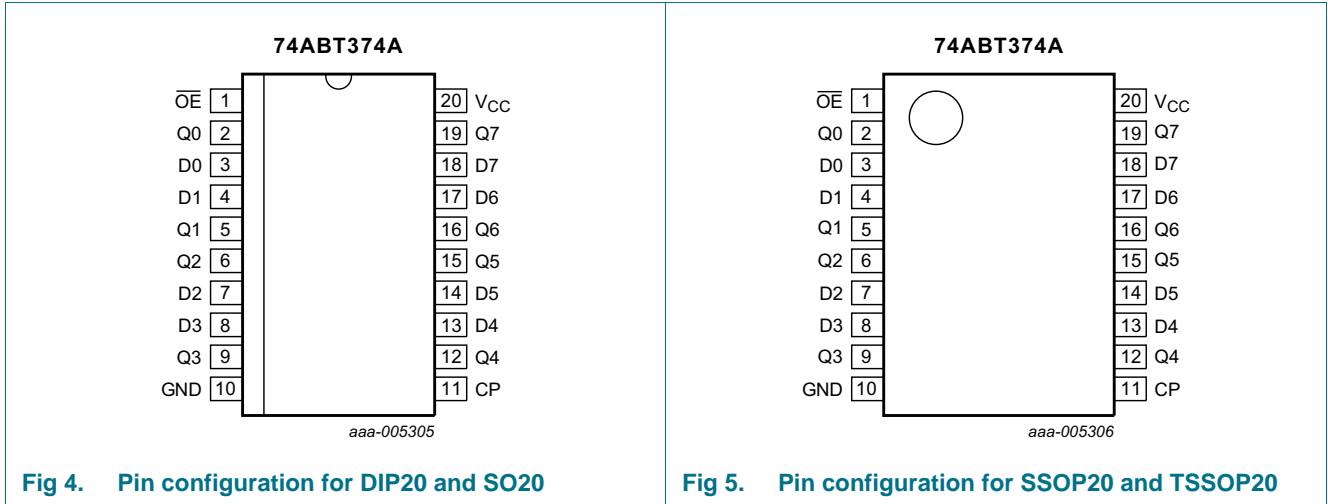 74ABT374A
OE 1 20 VCC
Q0 2 19 Q7
D0 3 18 D7
D1 4 17 D6
Q1 5 16 Q6
Q2 6 15 Q5
D2 7 14 D5
D3 8 13 D4
Q3 9 12 Q4
GND 10 11 CP
aaa-005305
Fig 4. Pin configuration for DIP20 and SO20
74ABT374A
OE 1 20 VCC
Q0 2 19 Q7
D0 3 18 D7
D1 4 17 D6
Q1 5 16 Q6
Q2 6 15 Q5
D2 7 14 D5
D3 8 13 D4
Q3 9 12 Q4
GND 10 11 CP
aaa-005306
Fig 5. Pin configuration for SSOP20 and TSSOP20